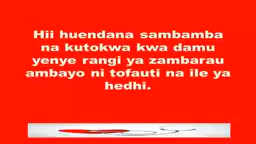 Hii huendana sambamba
na kutokwa kwa damu
yenye rangi ya zambarau
ambayo ni tofauti na ile ya
hedhi.